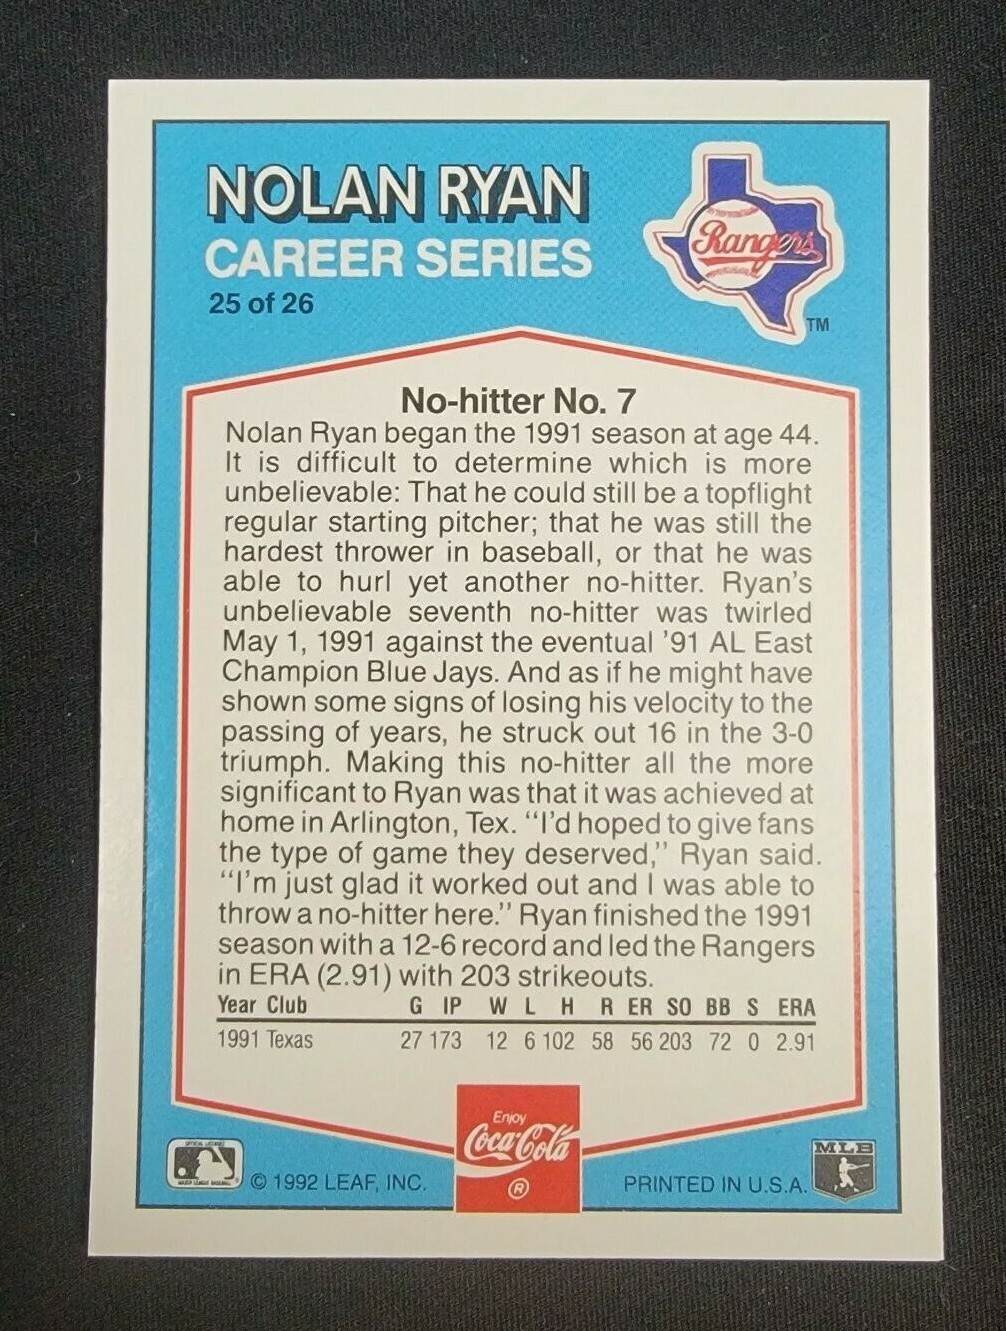 NOLAN RYAN
CAREER SERIES
25 of 26
Rangers
TM
No-hitter No. 7
Nolan Ryan began the 1991 season at age 44.
It is difficult to determine which is more
unbelievable: That he could still be a topflight
regular starting pitcher; that he was still the
hardest thrower in baseball, or that he was
able to hurl yet another no-hitter. Ryan's
unbelievable seventh no-hitter was twirled
May 1, 1991 against the eventual '91 AL East
Champion Blue Jays. And as if he might have
shown some signs of losing his velocity to the
passing of years, he struck out 16 in the 3-0
triumph. Making this no-hitter all the more
significant to Ryan was that it was achieved at
home in Arlington, Tex. "I'd hoped to give fans
the type of game they deserved," Ryan said.
"I'm just glad it worked out and I was able to
throw a no-hitter here." Ryan finished the 1991
season with a 12-6 record and led the Rangers
in ERA (2.91) with 203 strikeouts.
Year Club G IP W L H R ER SO BB S ERA
1991 Texas 27 173 12 6 102 58 56 203 72 0 2.91
Enjoy
Coca-Cola
®
MAJOR LEAGUE BASEBALL
© 1992 LEAF, INC.
PRINTED IN U.S.A.
MLB